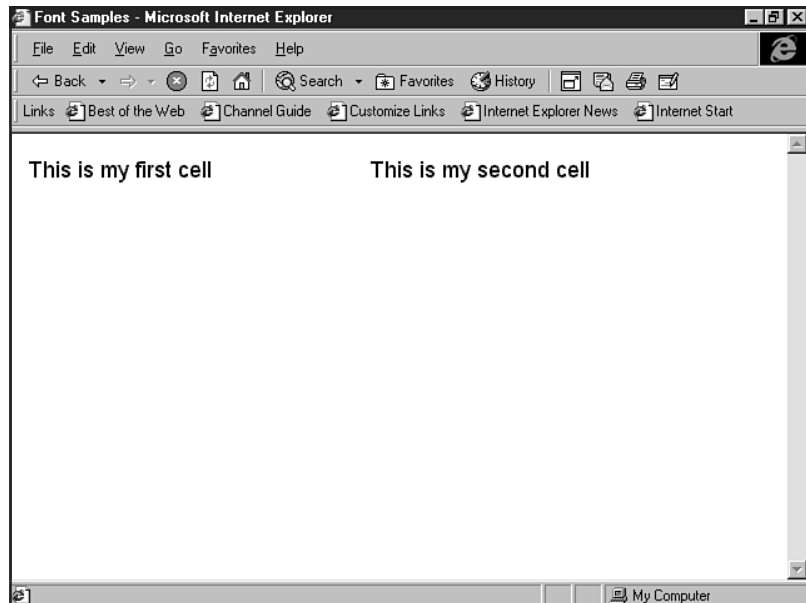 Font Samples - Microsoft Internet Explorer
File Edit View Go Favorites Help
Back Search Favorites History
Links Best of the Web Channel Guide Customize Links Internet Explorer News Internet Start
This is my first cell This is my second cell
My Computer